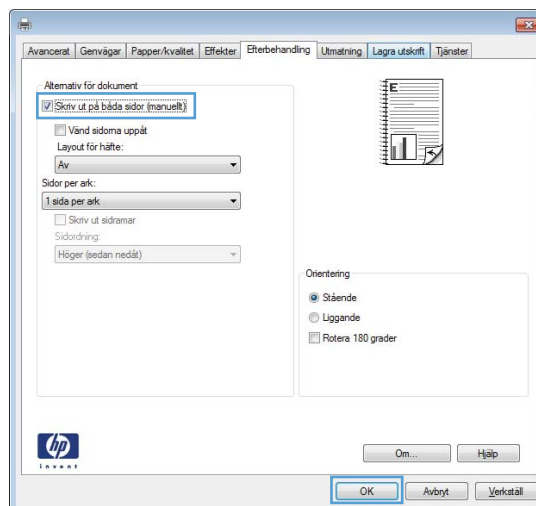 Avancerat Genvägar Papper/kvalitet Effekter Efterbehandling Utmatning Lagra utskrift Tjänster
Alternativ för dokument
Skriv ut på båda sidor (manuellt)
Vänd sidorna uppåt
Layout för häfte:
Av
Sidor per ark:
1 sida per ark
Skriv ut sidramar
Sidordning:
Höger (sedan nedåt)
E
Orientering
Stående
Liggande
Rotera 180 grader
hp
invent
Om... Hjälp
OK Avbryt Verkställ